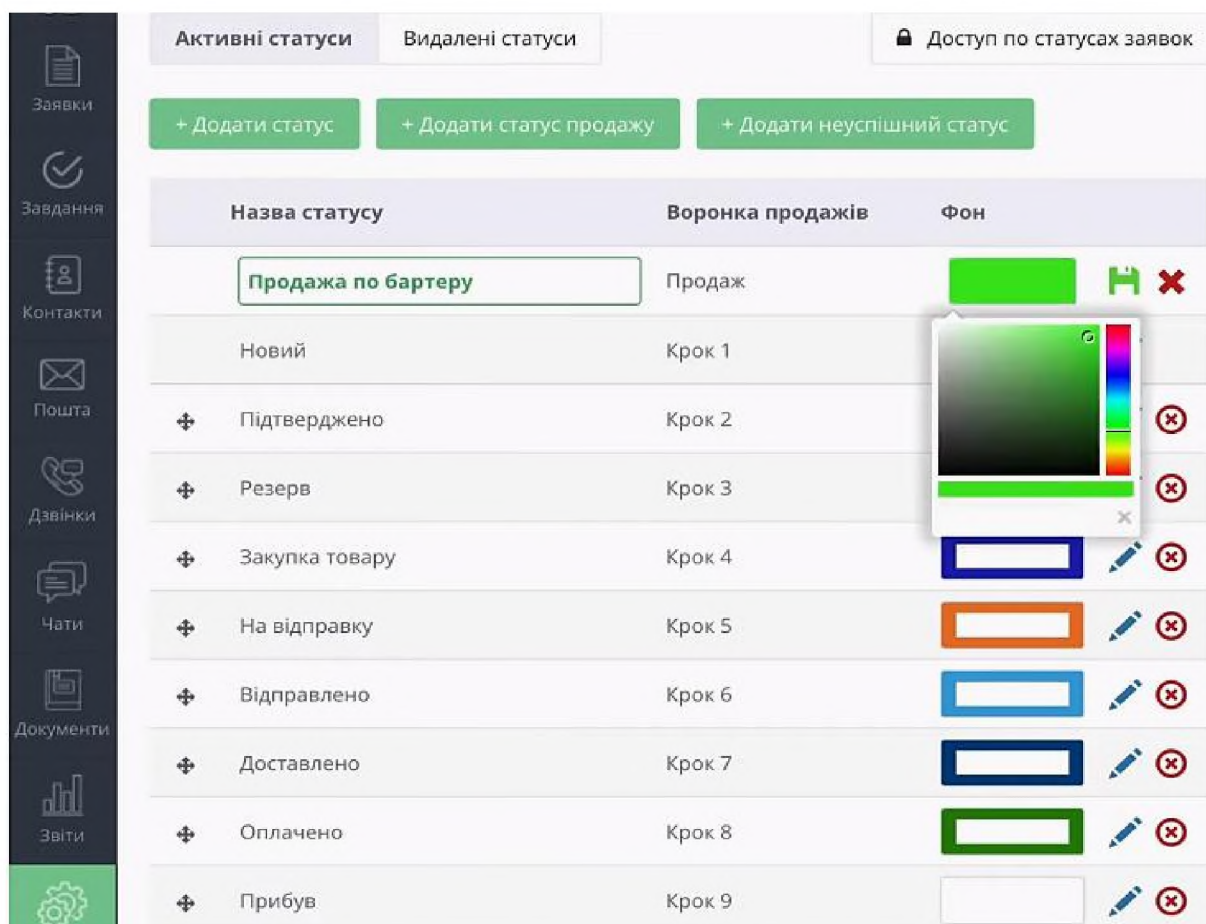 Активні статуси Видалені статуси Доступ по статусах заявок
+ Додати статус + Додати статус продажу + Додати неуспішний статус
Назва статусу Воронка продажів Фон
Продажа по бартеру Продаж
Новий Крок 1
Підтверджено Крок 2
Резерв Крок 3
Закупка товару Крок 4
На відправку Крок 5
Відправлено Крок 6
Доставлено Крок 7
Оплачено Крок 8
Прибув Крок 9
Заявки
Завдання
Контакти
Пошта
Дзвінки
Чати
Документи
Звіти